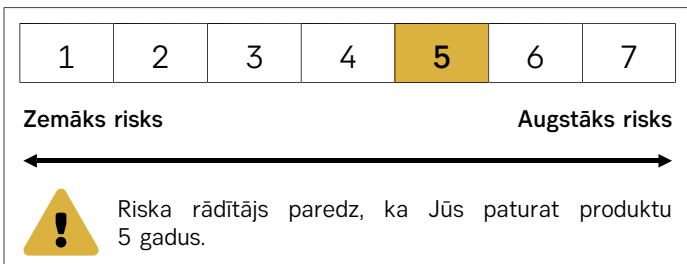 1 2 3 4 5 6 7
Zemāks risks Augstāks risks
Riska rādītājs paredz, ka Jūs paturat produktu
5 gadus.